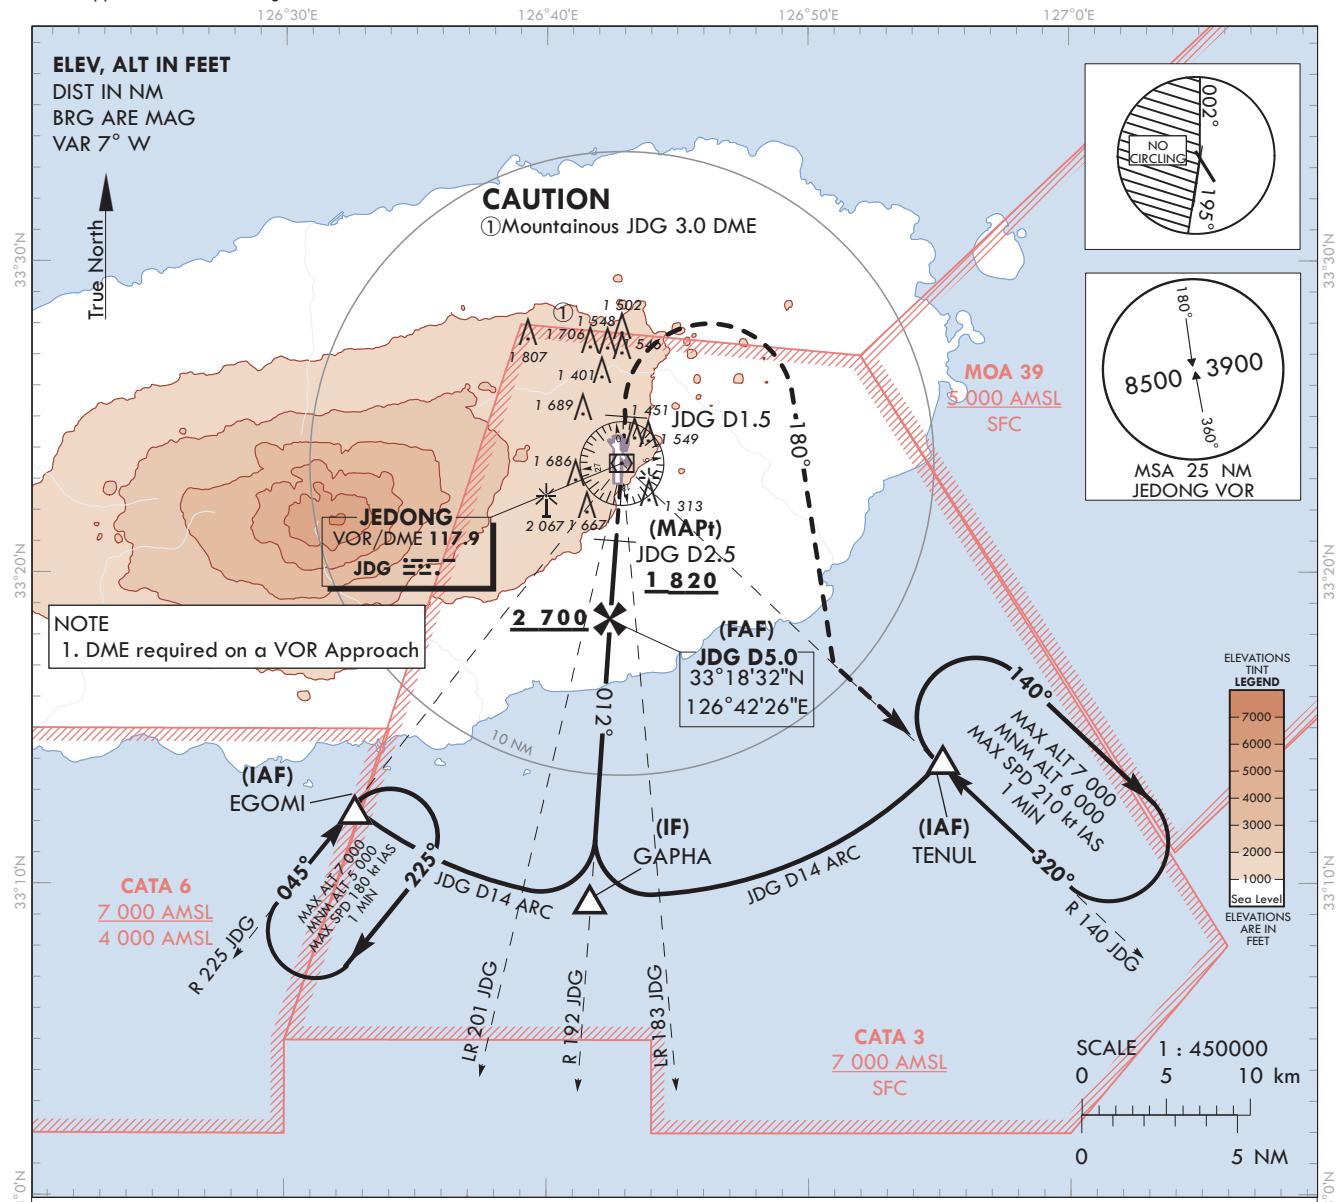 126°30'E
126°40'E
126°50'E
127°0'E
ELEV, ALT IN FEET
DIST IN NM
BRG ARE MAG
VAR 7° W
True North
CAUTION
①Mountainous JDG 3.0 DME
002°
NO
CIRCLING
195°
33°30'N
33°30'N
180°
8500
3900
360°
MSA 25 NM
JEDONG VOR
①
1 502
1 548
1 706
1 546
1 807
1 401
1 689
1 451
JDG D1.5
1 549
180°
MOA 39
5 000 AMSL
SFC
1 686
1 313
2 067
1 667
JEDONG
VOR/DME 117.9
JDG
(MAPt)
JDG D2.5
1 820
33°20'N
33°20'N
NOTE
1. DME required on a VOR Approach
2 700
(FAF)
JDG D5.0
33°18'32"N
126°42'26"E
012°
10 NM
ELEVATIONS
TINT
LEGEND
7000
6000
5000
4000
3000
2000
1000
Sea Level
ELEVATIONS
ARE IN
FEET
140°
MAX ALT 7 000
MNM ALT 6 000
MAX SPD 210 kt IAS
1 MIN
320°
(IAF)
EGOMI
(IF)
GAPHA
(IAF)
TENUL
045°
MAX ALT 7 000
MNM ALT 5 000
MAX SPD 180 kt IAS
1 MIN
225°
JDG D14 ARC
JDG D14 ARC
33°10'N
33°10'N
CATA 6
7 000 AMSL
4 000 AMSL
R 225 JDG
R 140 JDG
LR 201 JDG
R 192 JDG
LR 183 JDG
CATA 3
7 000 AMSL
SFC
SCALE 1 : 450000
0 5 10 km
0 5 NM